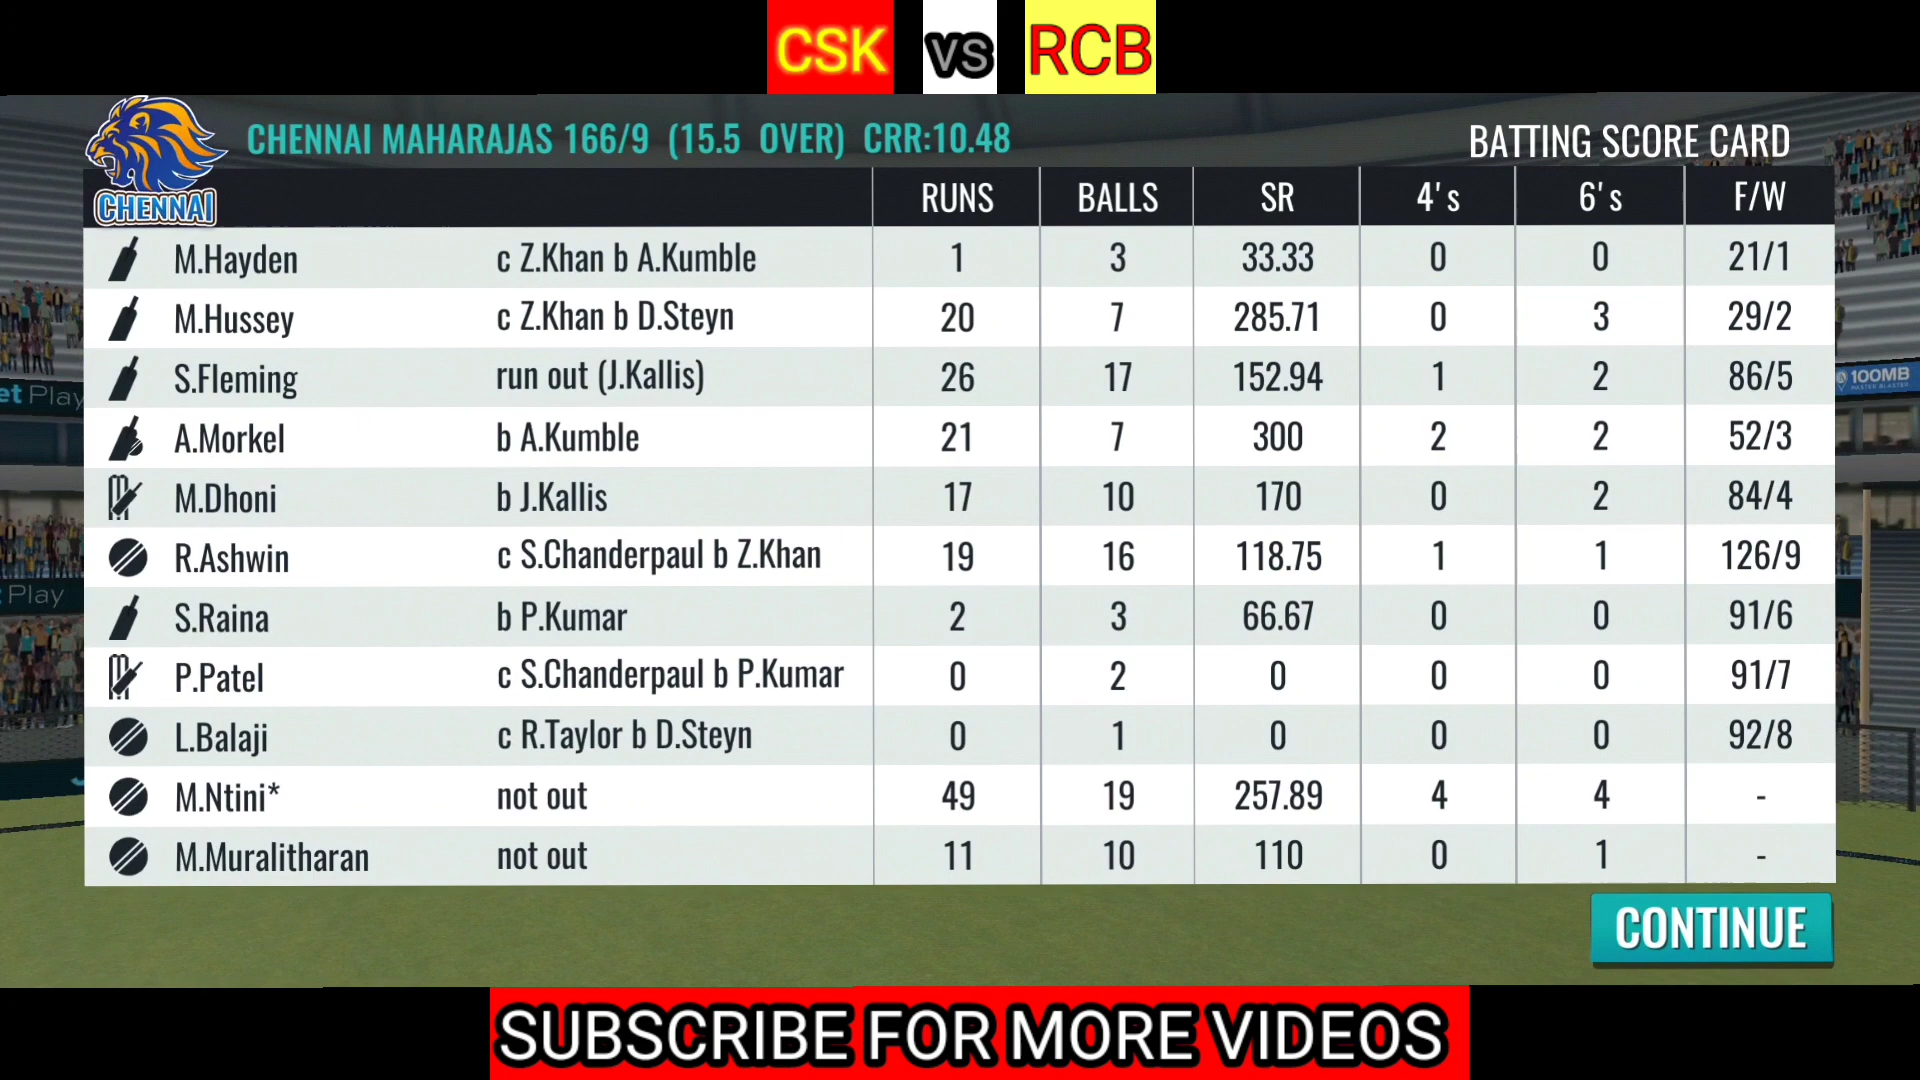 CSK VS RCB
CHENNAI
CHENNAI MAHARAJAS 166/9 (15.5 OVER) CRR:10.48
BATTING SCORE CARD
RUNS BALLS SR 4's 6's F/W
M.Hayden c Z.Khan b A.Kumble 1 3 33.33 0 0 21/1
M.Hussey c Z.Khan b D.Steyn 20 7 285.71 0 3 29/2
S.Fleming run out (J.Kallis) 26 17 152.94 1 2 86/5
A.Morkel b A.Kumble 21 7 300 2 2 52/3
M.Dhoni b J.Kallis 17 10 170 0 2 84/4
R.Ashwin c S.Chanderpaul b Z.Khan 19 16 118.75 1 1 126/9
S.Raina b P.Kumar 2 3 66.67 0 0 91/6
P.Patel c S.Chanderpaul b P.Kumar 0 2 0 0 0 91/7
L.Balaji c R.Taylor b D.Steyn 0 1 0 0 0 92/8
M.Ntini* not out 49 19 257.89 4 4 -
M.Muralitharan not out 11 10 110 0 1 -
et Play
Play
100MB
MASTER BLASTER
CONTINUE
SUBSCRIBE FOR MORE VIDEOS